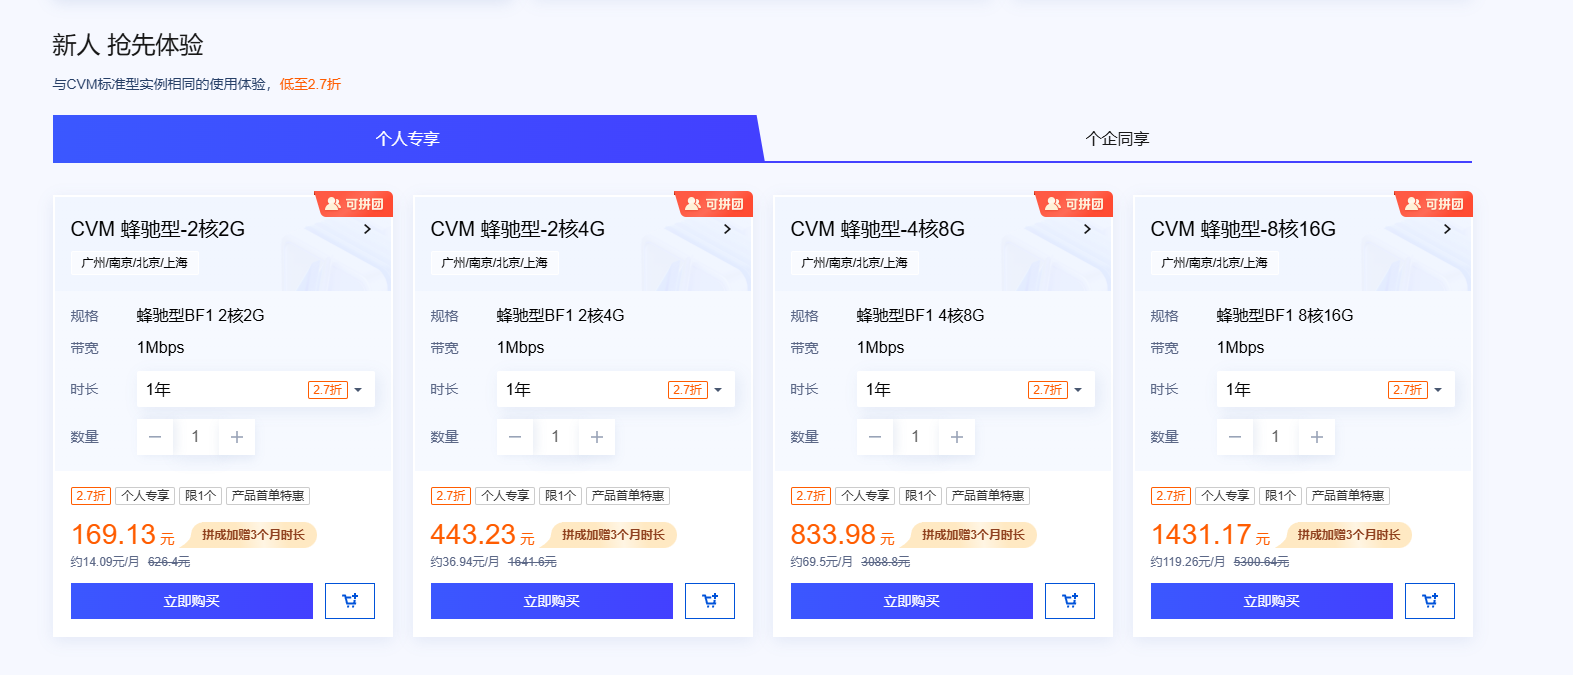 新人 抢先体验
与CVM标准型实例相同的使用体验，低至2.7折
个人专享
个企同享
可拼团
CVM 蜂驰型-2核2G
广州/南京/北京/上海
规格 蜂驰型BF1 2核2G
带宽 1Mbps
时长 1年 2.7折
数量 1
2.7折 个人专享 限1个 产品首单特惠
169.13 元 拼成加赠3个月时长
约14.09元/月 626.4元
立即购买
可拼团
CVM 蜂驰型-2核4G
广州/南京/北京/上海
规格 蜂驰型BF1 2核4G
带宽 1Mbps
时长 1年 2.7折
数量 1
2.7折 个人专享 限1个 产品首单特惠
443.23 元 拼成加赠3个月时长
约36.94元/月 1641.6元
立即购买
可拼团
CVM 蜂驰型-4核8G
广州/南京/北京/上海
规格 蜂驰型BF1 4核8G
带宽 1Mbps
时长 1年 2.7折
数量 1
2.7折 个人专享 限1个 产品首单特惠
833.98 元 拼成加赠3个月时长
约69.5元/月 3088.8元
立即购买
可拼团
CVM 蜂驰型-8核16G
广州/南京/北京/上海
规格 蜂驰型BF1 8核16G
带宽 1Mbps
时长 1年 2.7折
数量 1
2.7折 个人专享 限1个 产品首单特惠
1431.17 元 拼成加赠3个月时长
约119.26元/月 5300.64元
立即购买